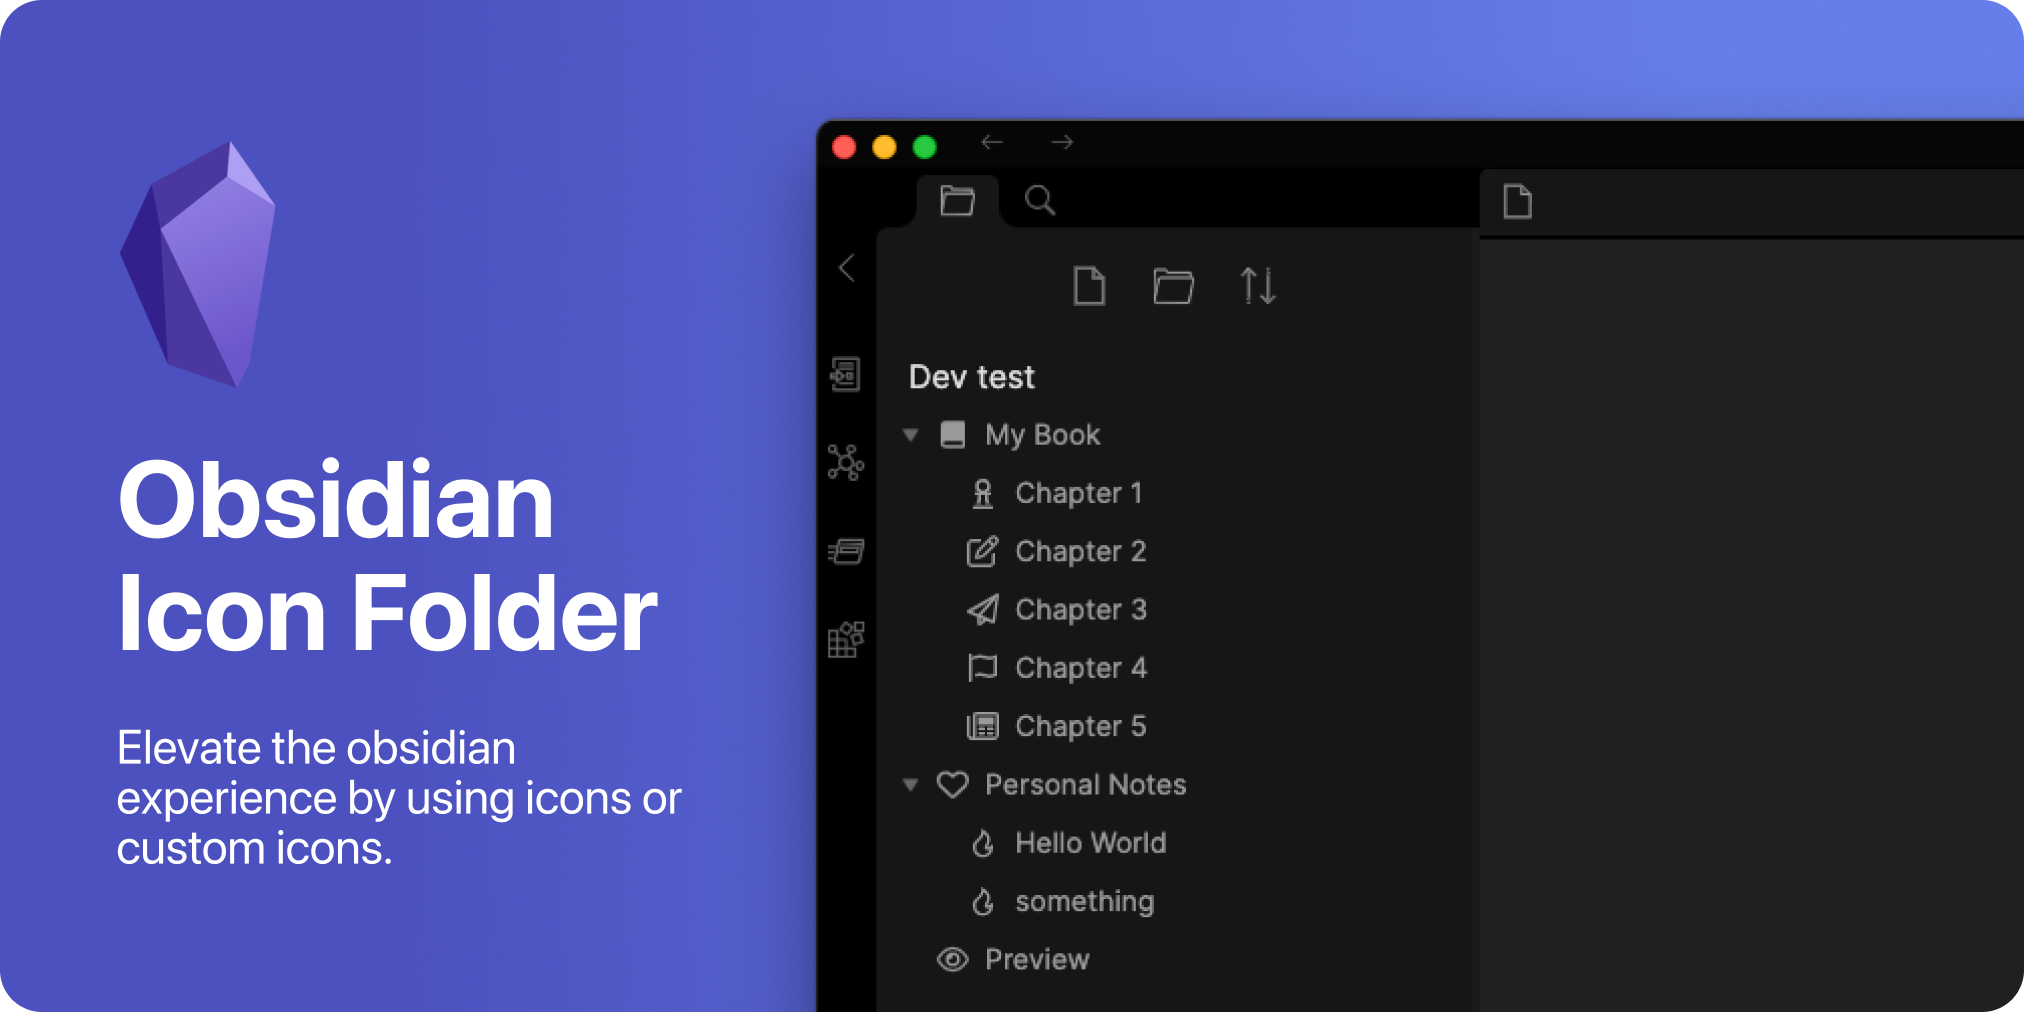 Obsidian
Icon Folder
Elevate the obsidian
experience by using icons or
custom icons.
Dev test
My Book
Chapter 1
Chapter 2
Chapter 3
Chapter 4
Chapter 5
Personal Notes
Hello World
something
Preview